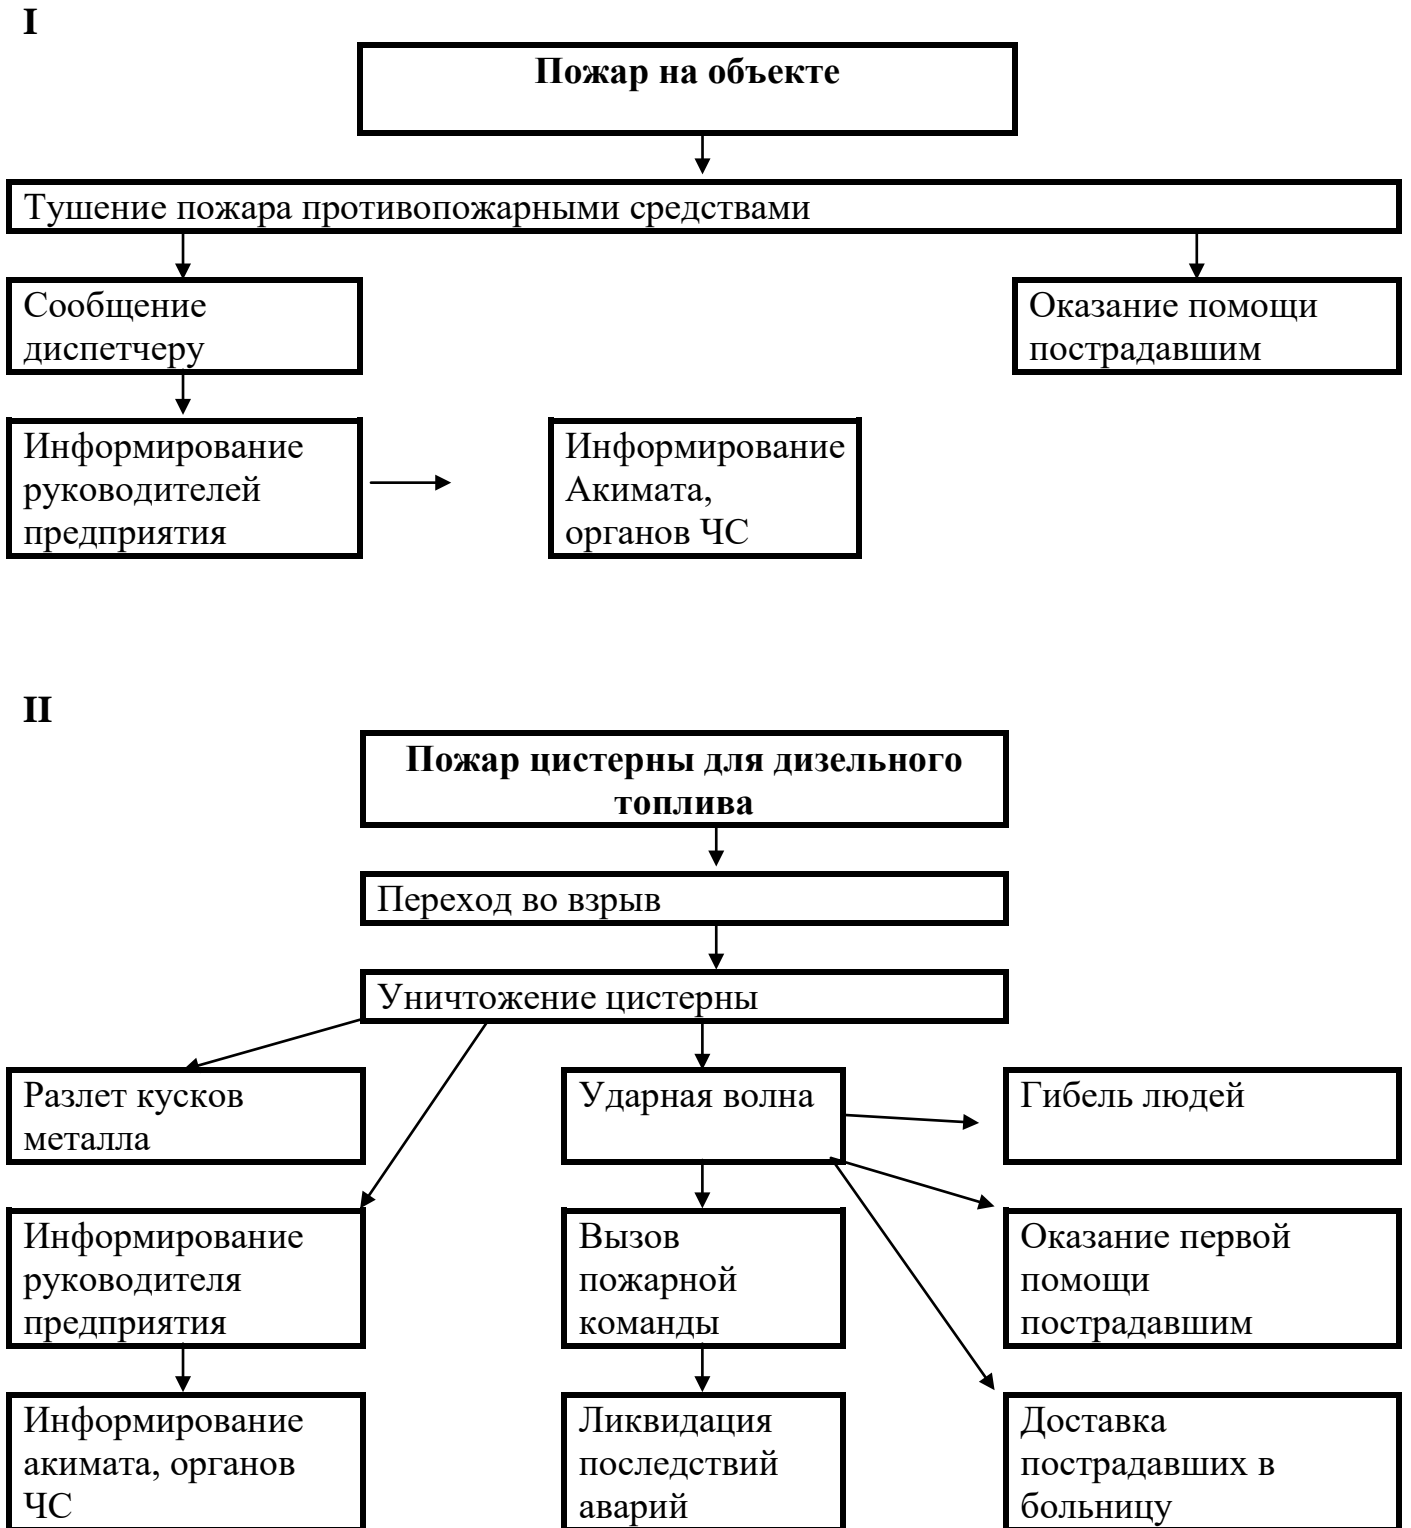 I
Пожар на объекте
Тушение пожара противопожарными средствами
Сообщение
диспетчеру
Оказание помощи
пострадавшим
Информирование
руководителей
предприятия
Информирование
Акимата,
органов ЧС
II
Пожар цистерны для дизельного
топлива
Переход во взрыв
Уничтожение цистерны
Разлет кусков
металла
Ударная волна
Гибель людей
Информирование
руководителя
предприятия
Вызов
пожарной
команды
Оказание первой
помощи
пострадавшим
Информирование
акимата, органов
ЧС
Ликвидация
последствий
аварий
Доставка
пострадавших в
больницу